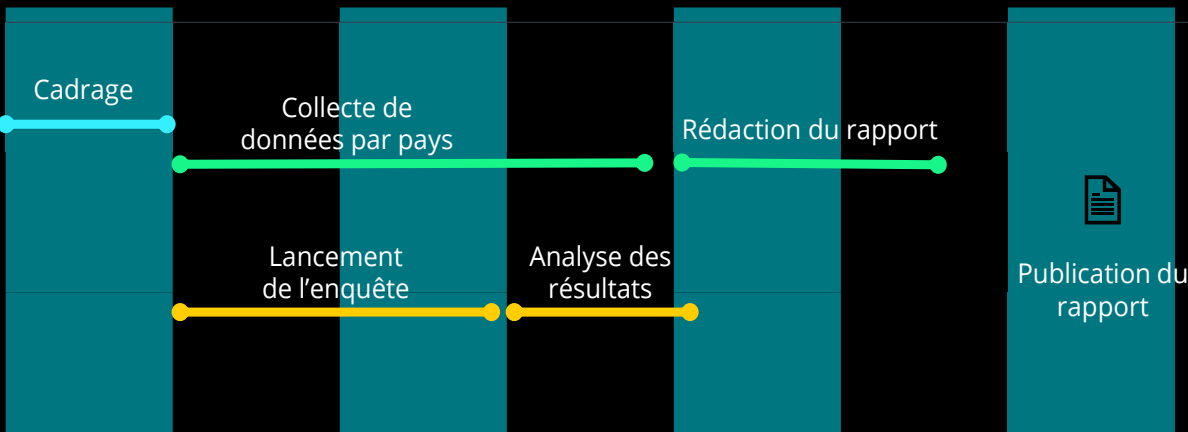 Cadrage
Collecte de
données par pays
Rédaction du rapport
Lancement
de l’enquête
Analyse des
résultats
Publication du
rapport